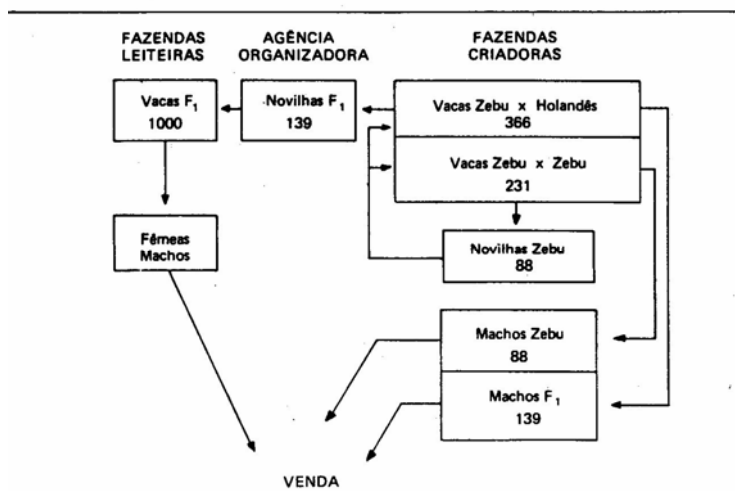 FAZENDAS
LEITEIRAS
AGÊNCIA
ORGANIZADORA
FAZENDAS
CRIADORAS
Vacas F₁
1000
Novilhas F₁
139
Vacas Zebu x Holandês
366
Vacas Zebu x Zebu
231
Fêmeas
Machos
Novilhas Zebu
88
Machos Zebu
88
Machos F₁
139
VENDA